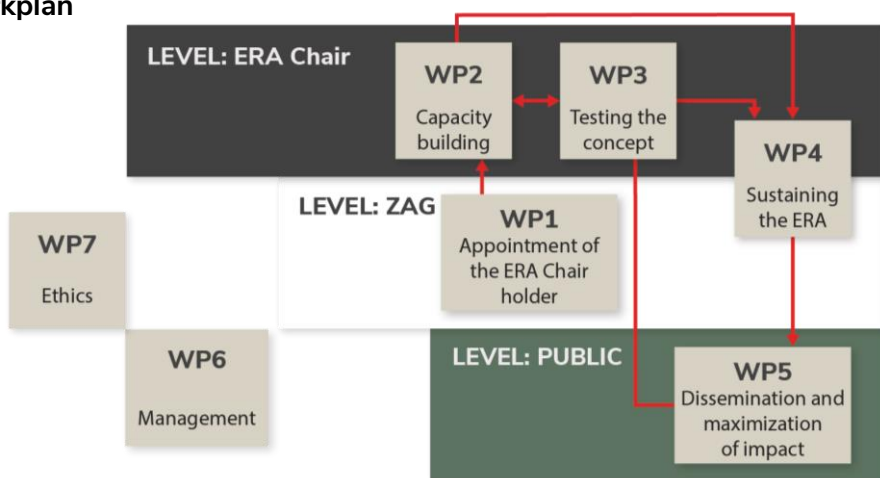 rkplan
LEVEL: ERA Chair
WP2
Capacity
building
WP3
Testing the
concept
WP4
Sustaining
the ERA
LEVEL: ZAG
WP1
Appointment of
the ERA Chair
holder
WP7
Ethics
WP6
Management
LEVEL: PUBLIC
WP5
Dissemination and
maximization
of impact